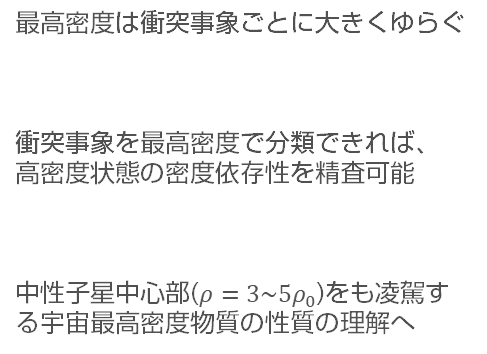 最高密度は衝突事象ごとに大きくゆらぐ
衝突事象を最高密度で分類できれば、
高密度状態の密度依存性を精査可能
中性子星中心部(ρ = 3~5ρ₀)をも凌駕す
る宇宙最高密度物質の性質の理解へ